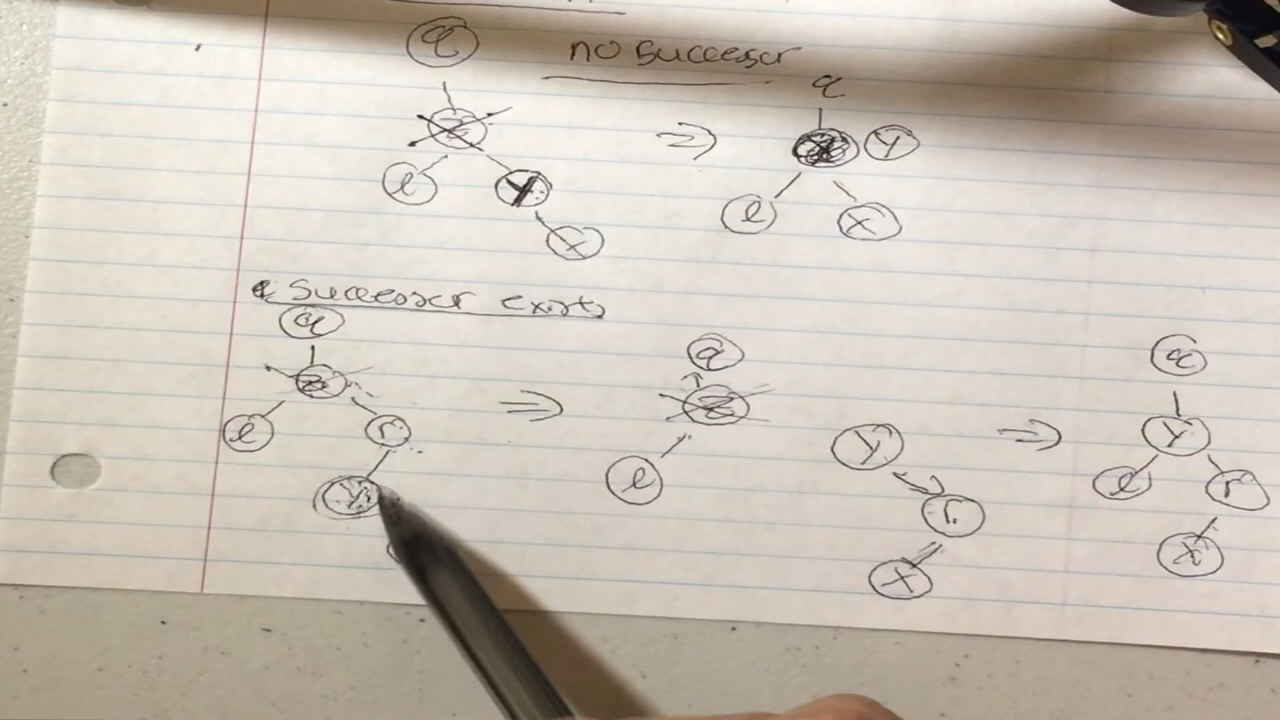 q no successor
q
z y
l y
l x
x
successor exists
q
q q
z
z
y y
l r
l r
l
y
r
x
x